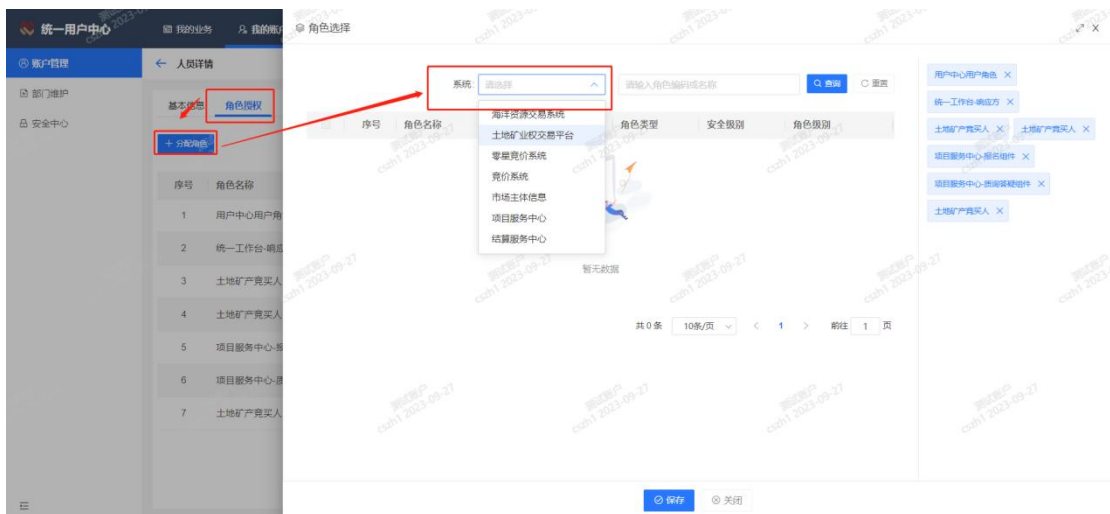 统一用户中心 我的业务 我的账户
角色选择
账户管理
部门维护
安全中心
人员详情
基本信息 角色授权
+ 分配角色
序号 角色名称
1 用户中心用户角
2 统一工作台-响应
3 土地矿产竞买人
4 土地矿产竞买人
5 项目服务中心-报
6 项目服务中心-质
7 土地矿产竞买人
系统: 请选择 请输入角色编码或名称 查询 重置
序号 角色名称 角色类型 安全级别 角色级别
海洋资源交易系统
土地矿业权交易平台
零星竞价系统
竞价系统
市场主体信息
项目服务中心
结算服务中心
暂无数据
共 0 条 10条/页 < 1 > 前往 1 页
用户中心用户角色 ×
统一工作台-响应方 ×
土地矿产竞买人 × 土地矿产竞买人 ×
项目服务中心-报名组件 ×
项目服务中心-质询答疑组件 ×
土地矿产竞买人 ×
保存 关闭
测试账户
cszh1 2023-09-27